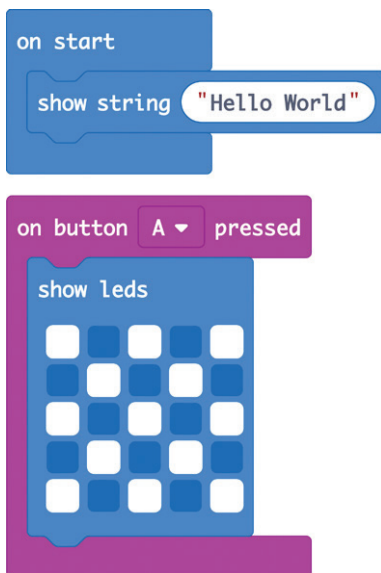 on start
show string "Hello World"
on button A pressed
show leds